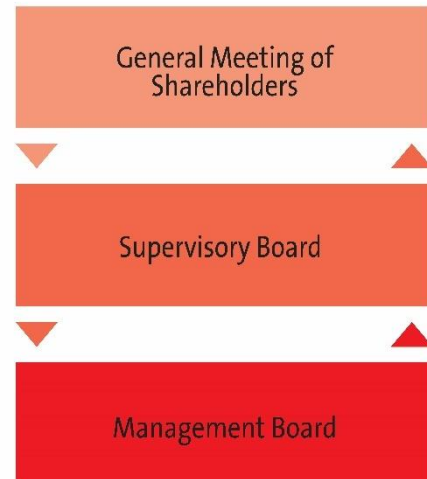 General Meeting of
Shareholders
Supervisory Board
Management Board